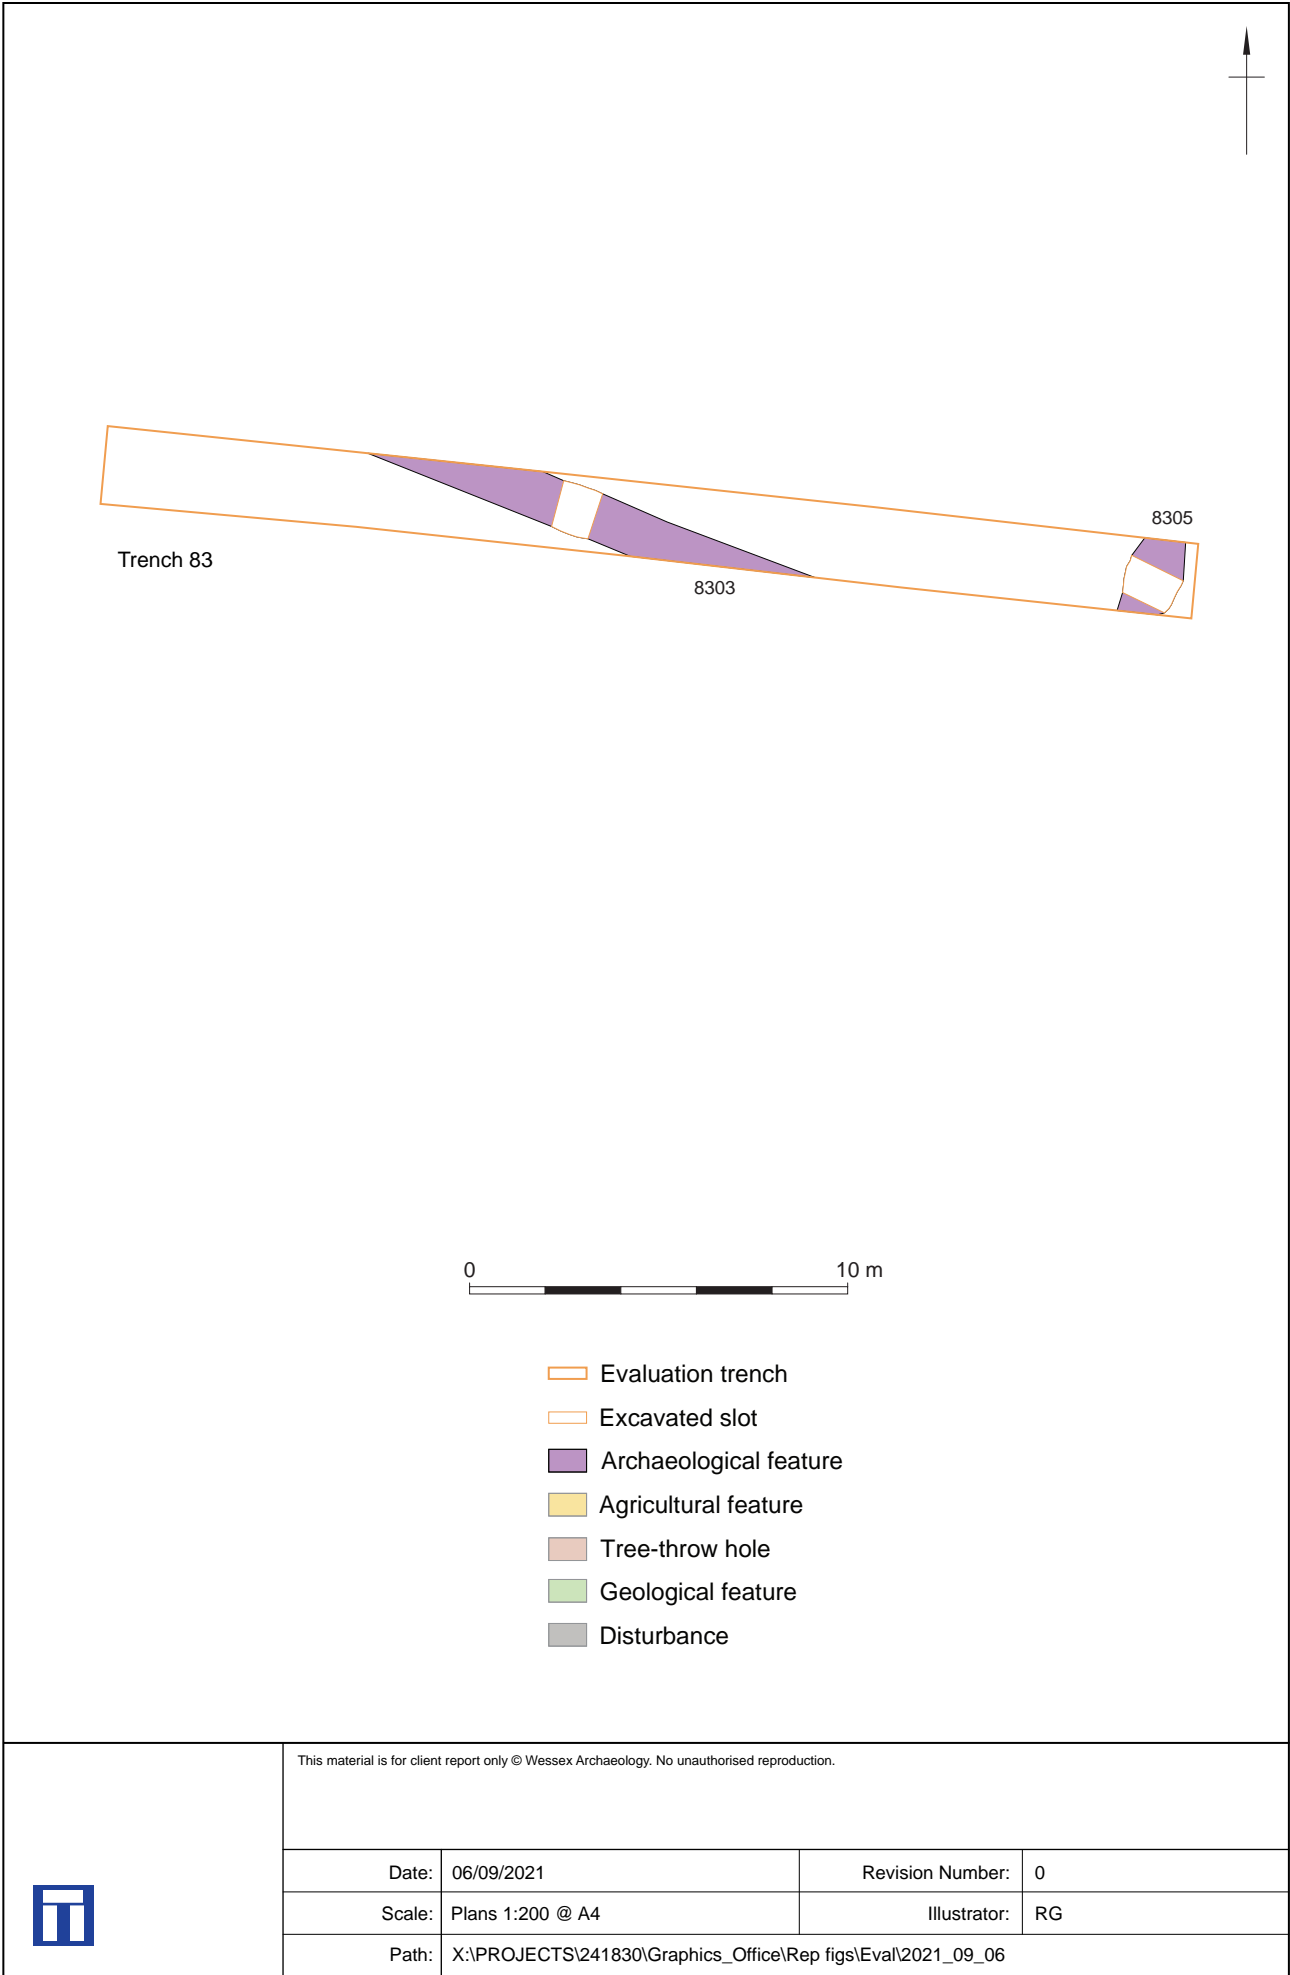 8305
Trench 83
8303
0 10 m
Evaluation trench
Excavated slot
Archaeological feature
Agricultural feature
Tree-throw hole
Geological feature
Disturbance
This material is for client report only © Wessex Archaeology. No unauthorised reproduction.
Date: 06/09/2021 Revision Number: 0
Scale: Plans 1:200 @ A4 Illustrator: RG
Path: X:\PROJECTS\241830\Graphics_Office\Rep figs\Eval\2021_09_06